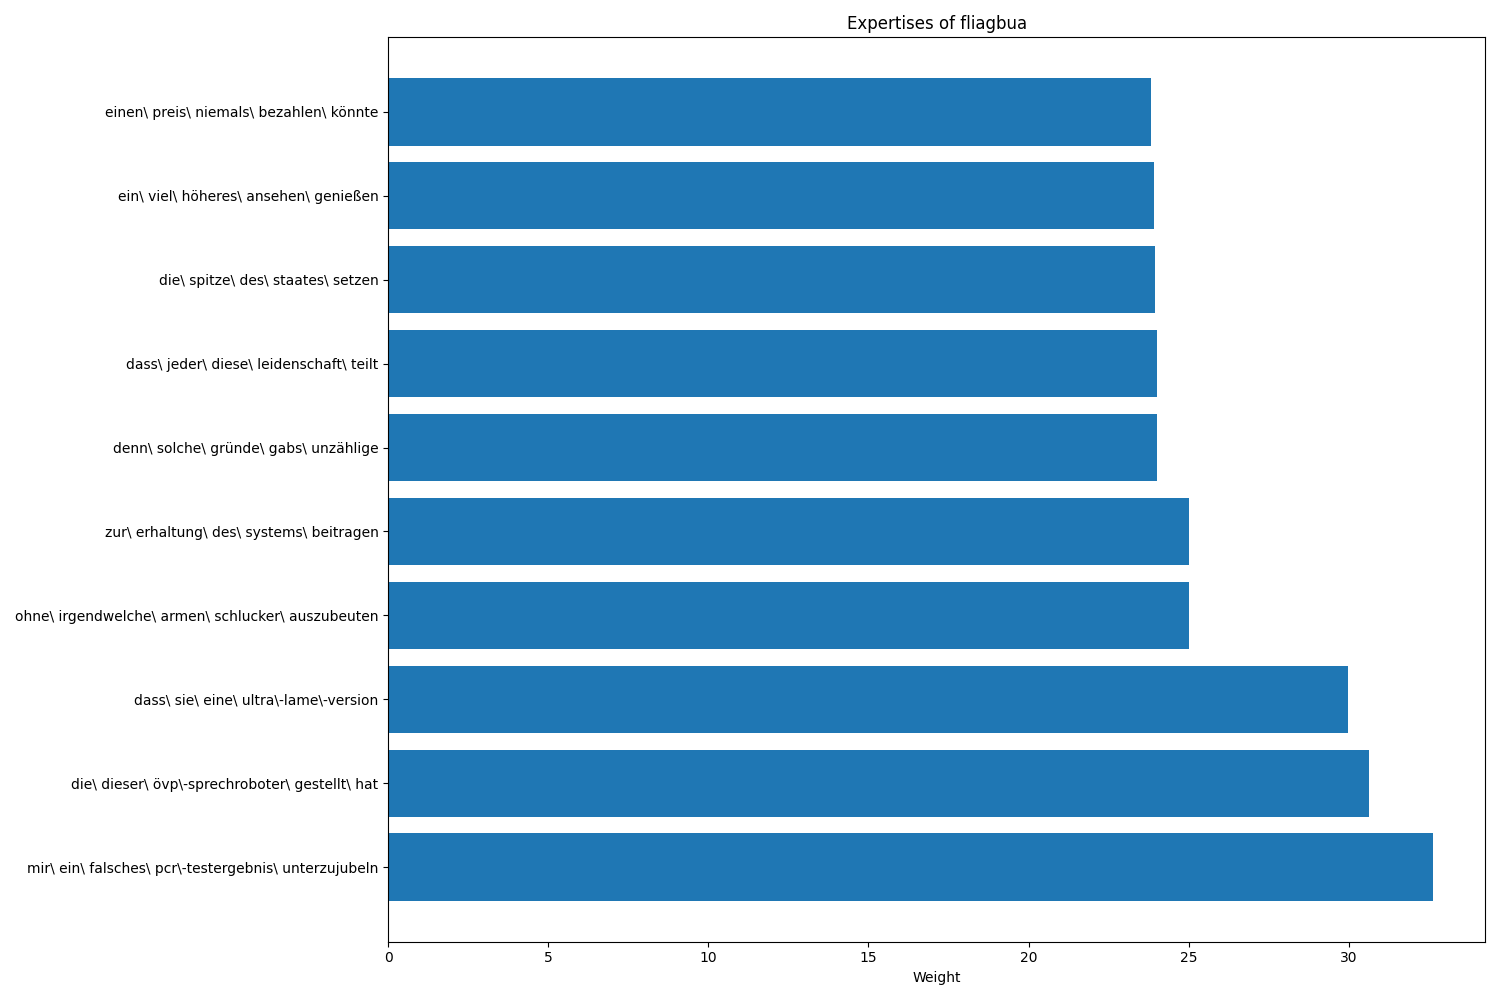 Expertises of fliagbua
einen\ preis\ niemals\ bezahlen\ könnte
ein\ viel\ höheres\ ansehen\ genießen
die\ spitze\ des\ staates\ setzen
dass\ jeder\ diese\ leidenschaft\ teilt
denn\ solche\ gründe\ gabs\ unzählige
zur\ erhaltung\ des\ systems\ beitragen
ohne\ irgendwelche\ armen\ schlucker\ auszubeuten
dass\ sie\ eine\ ultra\-lame\-version
die\ dieser\ övp\-sprechroboter\ gestellt\ hat
mir\ ein\ falsches\ pcr\-testergebnis\ unterzujubeln
0 5 10 15 20 25 30
Weight